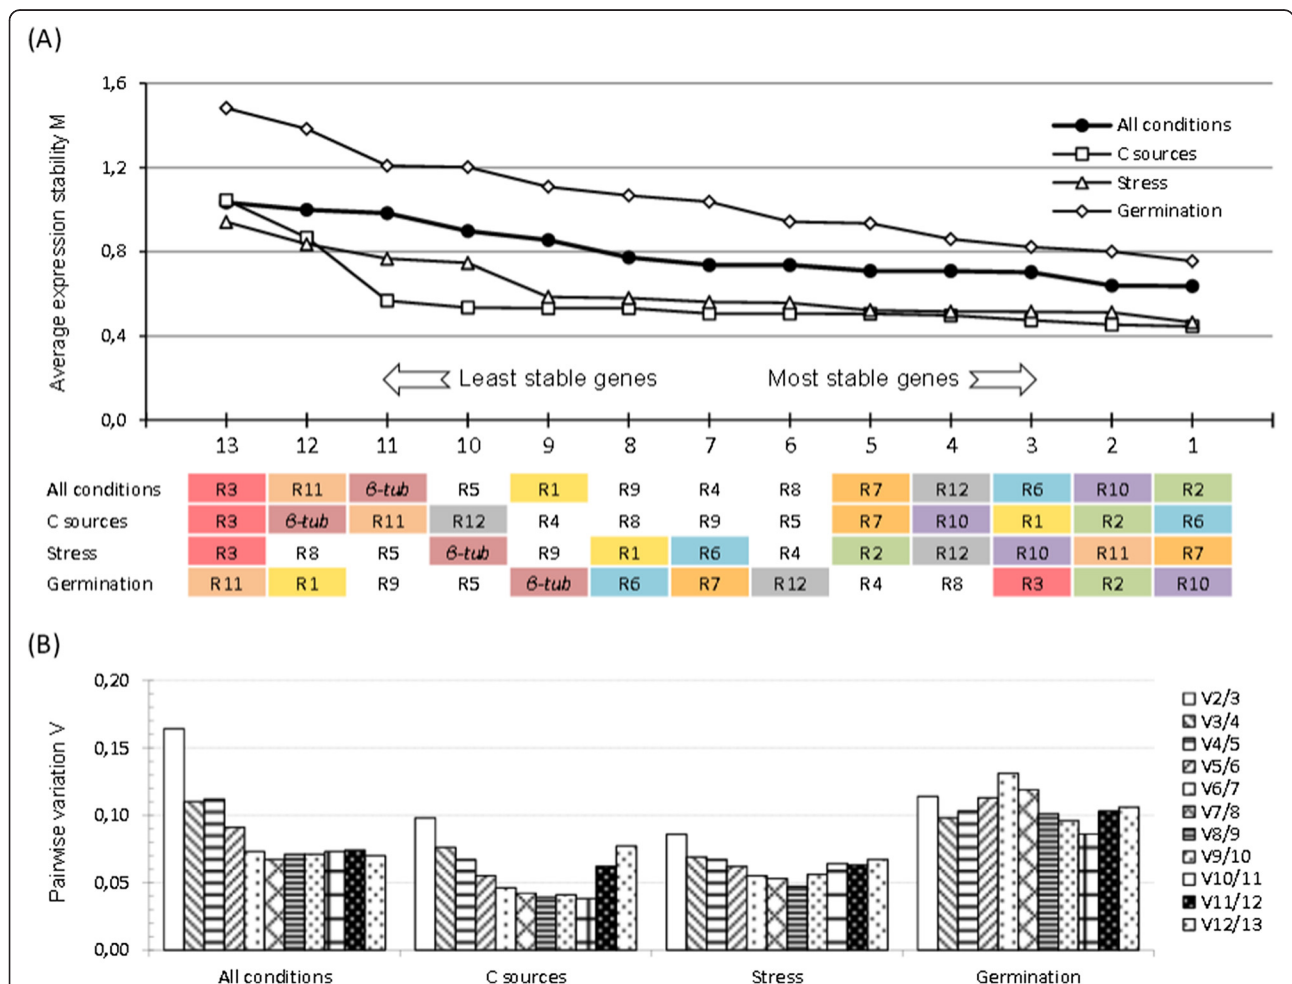 (A)
Average expression stability M
1,6
1,2
0,8
0,4
0,0
All conditions
C sources
Stress
Germination
Least stable genes
Most stable genes
13 12 11 10 9 8 7 6 5 4 3 2 1
All conditions R3 R11 β-tub R5 R1 R9 R4 R8 R7 R12 R6 R10 R2
C sources R3 β-tub R11 R12 R4 R8 R9 R5 R7 R10 R1 R2 R6
Stress R3 R8 R5 β-tub R9 R1 R6 R4 R2 R12 R10 R11 R7
Germination R11 R1 R9 R5 β-tub R6 R7 R12 R4 R8 R3 R2 R10
(B)
Pairwise variation V
0,20
0,15
0,10
0,05
0,00
All conditions C sources Stress Germination
V2/3
V3/4
V4/5
V5/6
V6/7
V7/8
V8/9
V9/10
V10/11
V11/12
V12/13